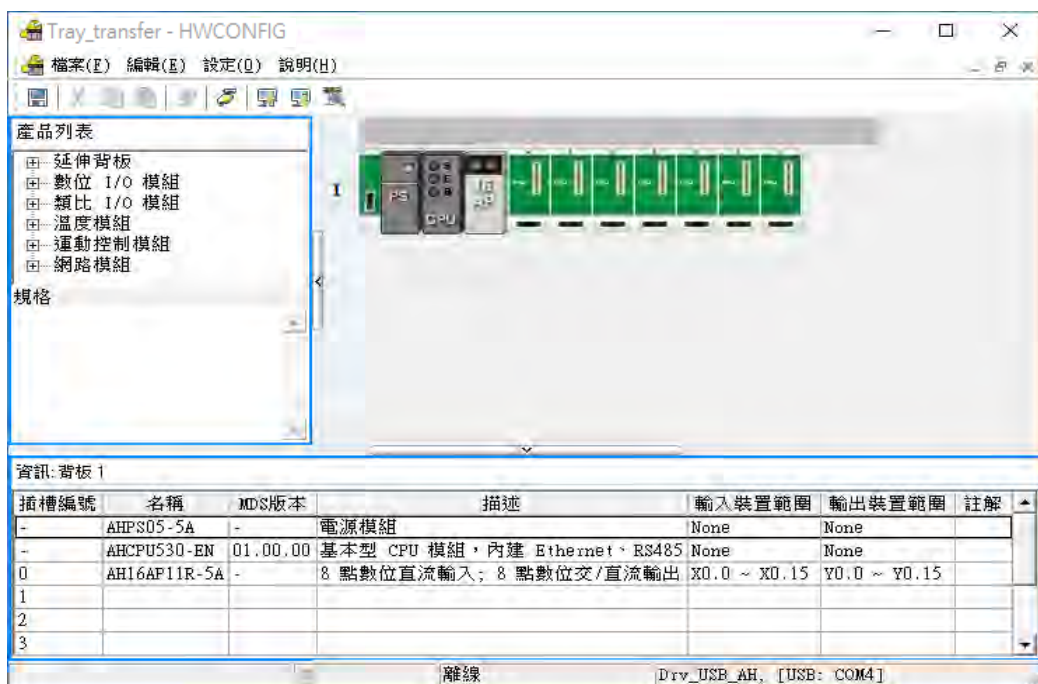 Tray_transfer - HWCONFIG
檔案(F) 編輯(E) 設定(O) 說明(H)
產品列表
延伸背板
數位 I/O 模組
類比 I/O 模組
溫度模組
運動控制模組
網路模組
規格
1
PS
CPU
資訊:背板 1
插槽編號 名稱 MDS版本 描述 輸入裝置範圍 輸出裝置範圍 註解
- AHPS05-5A - 電源模組 None None
- AHCPU530-EN 01.00.00 基本型 CPU 模組，內建 Ethernet、RS485 None None
0 AH16AP11R-5A - 8 點數位直流輸入; 8 點數位交/直流輸出 X0.0 ~ X0.15 Y0.0 ~ Y0.15
1
2
3
離線 Drv_USB_AH, [USB: COM4]